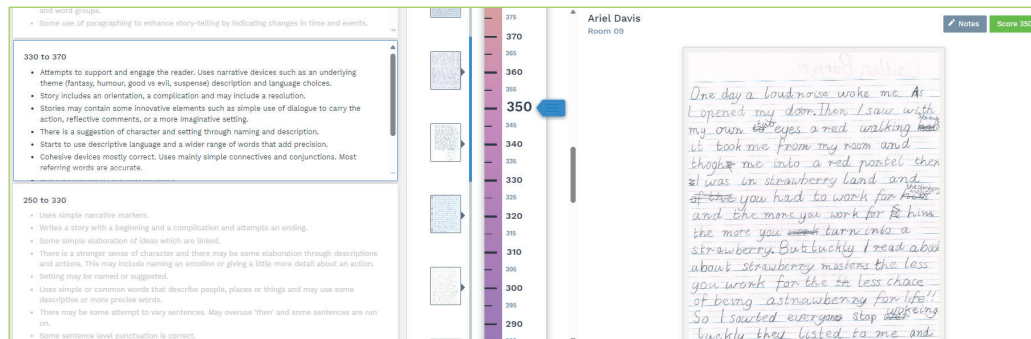 and word groups.
Some use of paragraphing to enhance story-telling by indicating changes in time and events.
330 to 370
Attempts to support and engage the reader. Uses narrative devices such as an underlying
theme (fantasy, humour, good vs evil, suspense) description and language choices.
Story includes an orientation, a complication and may include a resolution.
Stories may contain some innovative elements such as simple use of dialogue to carry the
action, reflective comments, or a more imaginative setting.
There is a suggestion of character and setting through naming and description.
Starts to use descriptive language and a wider range of words that add precision.
Cohesive devices mostly correct. Uses mainly simple connectives and conjunctions. Most
referring words are accurate.
250 to 330
Uses simple narrative markers.
Writes a story with a beginning and a complication and attempts an ending.
Some simple elaboration of ideas which are linked.
There is a stronger sense of character and there may be some elaboration through descriptions
and actions. This may include naming an emotion or giving a little more detail about an action.
Setting may be named or suggested.
Uses simple or common words that describe people, places or things and may use some
descriptive or more precise words.
There may be some attempt to vary sentences. May overuse 'then' and some sentences are run
on.
Some sentence level punctuation is correct.
375
370
365
360
355
350
345
340
335
330
325
320
315
310
305
300
295
290
Ariel Davis
Room 09
Notes
Score 350
One day a loud noise woke me As
I opened my door. Then I saw with
my own eyes a red walking
it took me from my room and
me into a red portel then
I was in strawberry land and
you had to work for
and the more you work for him
the more you turn into a
strawberry. But luckly I read
about strawberry masters the less
you work for the less chace
of being a strawberry for life!!
So I everyone stop
luckly they listed to me and